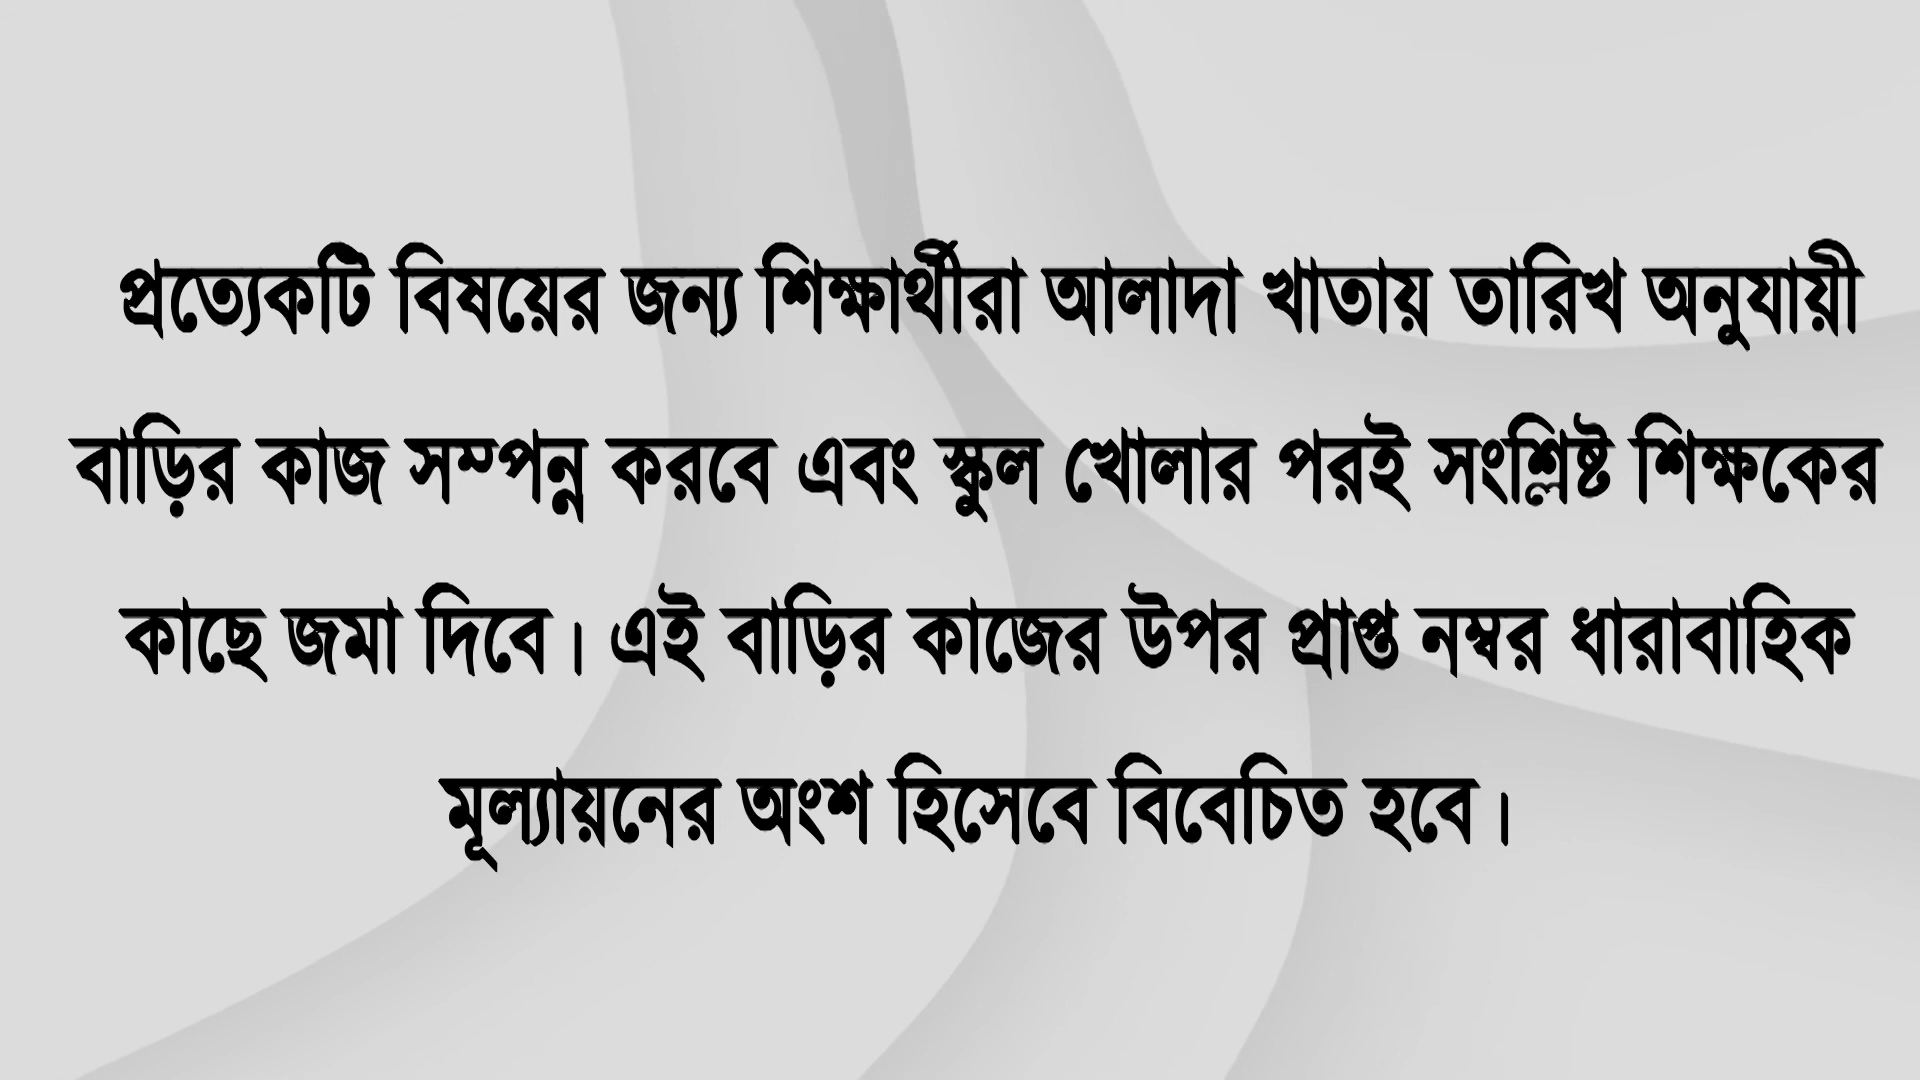 প্রত্যেকটি বিষয়ের জন্য শিক্ষার্থীরা আলাদা খাতায় তারিখ অনুযায়ী
বাড়ির কাজ সম্পন্ন করবে এবং স্কুল খোলার পরই সংশ্লিষ্ট শিক্ষকের
কাছে জমা দিবে। এই বাড়ির কাজের উপর প্রাপ্ত নম্বর ধারাবাহিক
মূল্যায়নের অংশ হিসেবে বিবেচিত হবে।